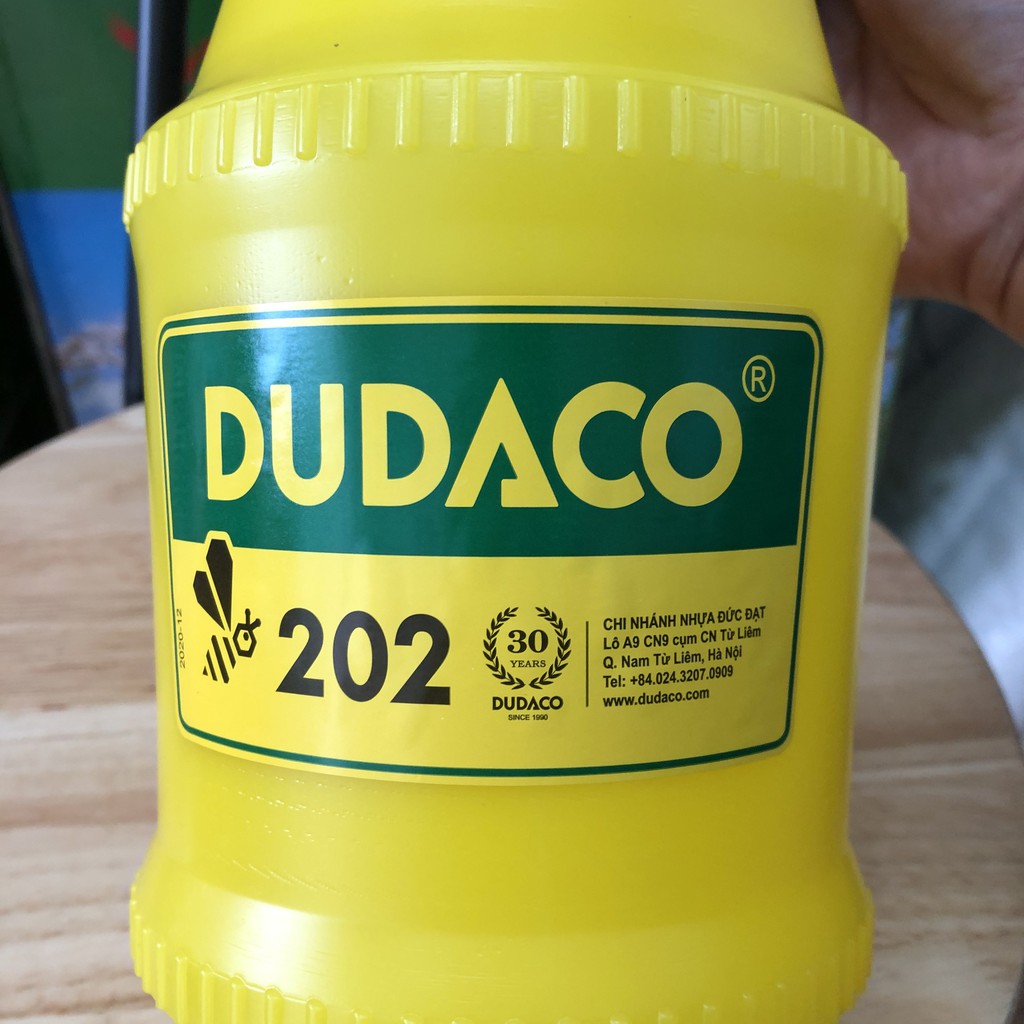 DUDACO®
2020-12
202
30
YEARS
DUDACO
SINCE 1990
CHI NHÁNH NHỰA ĐỨC ĐẠT
Lô A9 CN9 cụm CN Từ Liêm
Q. Nam Từ Liêm, Hà Nội
Tel: +84.024.3207.0909
www.dudaco.com